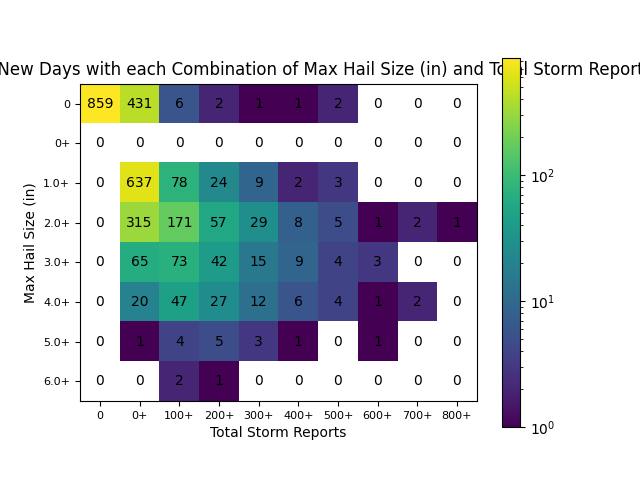 New Days with each Combination of Max Hail Size (in) and Total Storm Report
0 859 431 6 2 1 1 2 0 0 0
0+ 0 0 0 0 0 0 0 0 0 0
1.0+ 0 637 78 24 9 2 3 0 0 0
2.0+ 0 315 171 57 29 8 5 1 2 1
3.0+ 0 65 73 42 15 9 4 3 0 0
4.0+ 0 20 47 27 12 6 4 1 2 0
5.0+ 0 1 4 5 3 1 0 1 0 0
6.0+ 0 0 2 1 0 0 0 0 0 0
0 0+ 100+ 200+ 300+ 400+ 500+ 600+ 700+ 800+
Total Storm Reports
Max Hail Size (in)
10²
10¹
10⁰